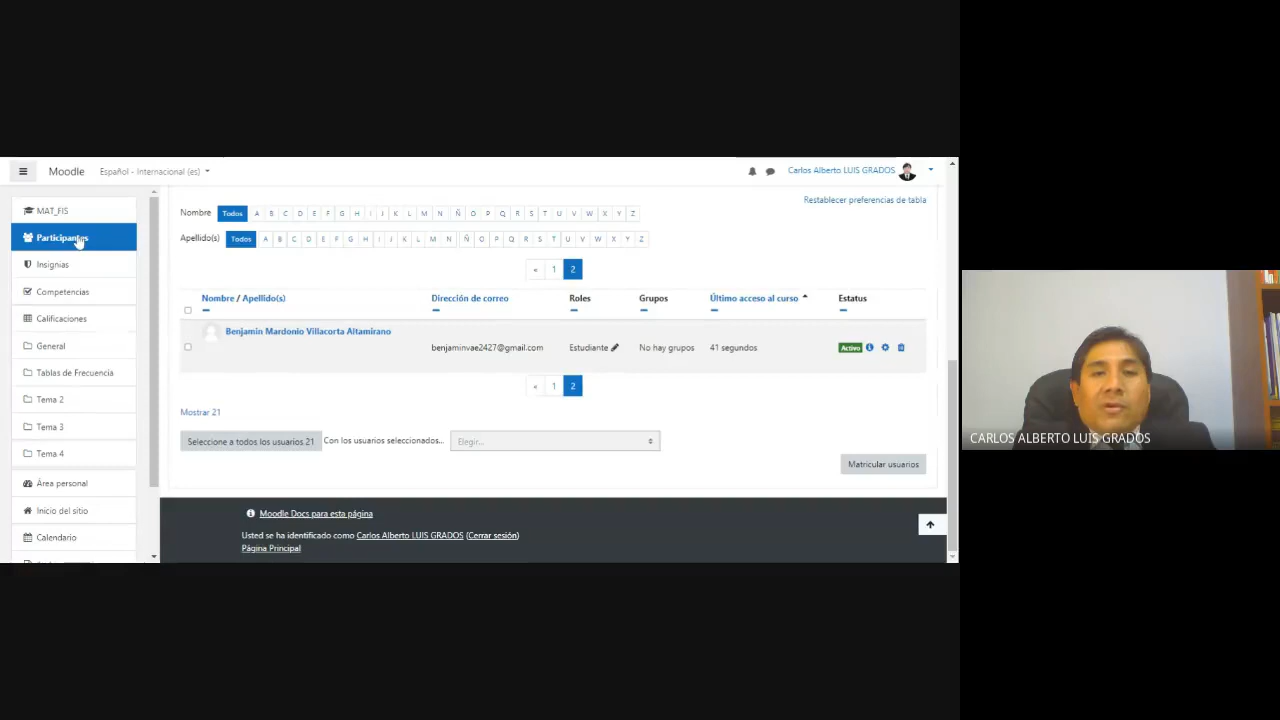 Moodle Español - Internacional (es) Carlos Alberto LUIS GRADOS
MAT_FIS
Participantes
Insignias
Competencias
Calificaciones
General
Tablas de Frecuencia
Tema 2
Tema 3
Tema 4
Área personal
Inicio del sitio
Calendario
Restablecer preferencias de tabla
Nombre Todos A B C D E F G H I J K L M N Ñ O P Q R S T U V W X Y Z
Apellido(s) Todos A B C D E F G H I J K L M N Ñ O P Q R S T U V W X Y Z
« 1 2
Nombre / Apellido(s) Dirección de correo Roles Grupos Último acceso al curso Estatus
Benjamin Mardonio Villacorta Altamirano
benjaminvae2427@gmail.com Estudiante No hay grupos 41 segundos Activo
« 1 2
Mostrar 21
Seleccione a todos los usuarios 21 Con los usuarios seleccionados... Elegir...
Matricular usuarios
Moodle Docs para esta página
Usted se ha identificado como Carlos Alberto LUIS GRADOS (Cerrar sesión)
Página Principal
CARLOS ALBERTO LUIS GRADOS